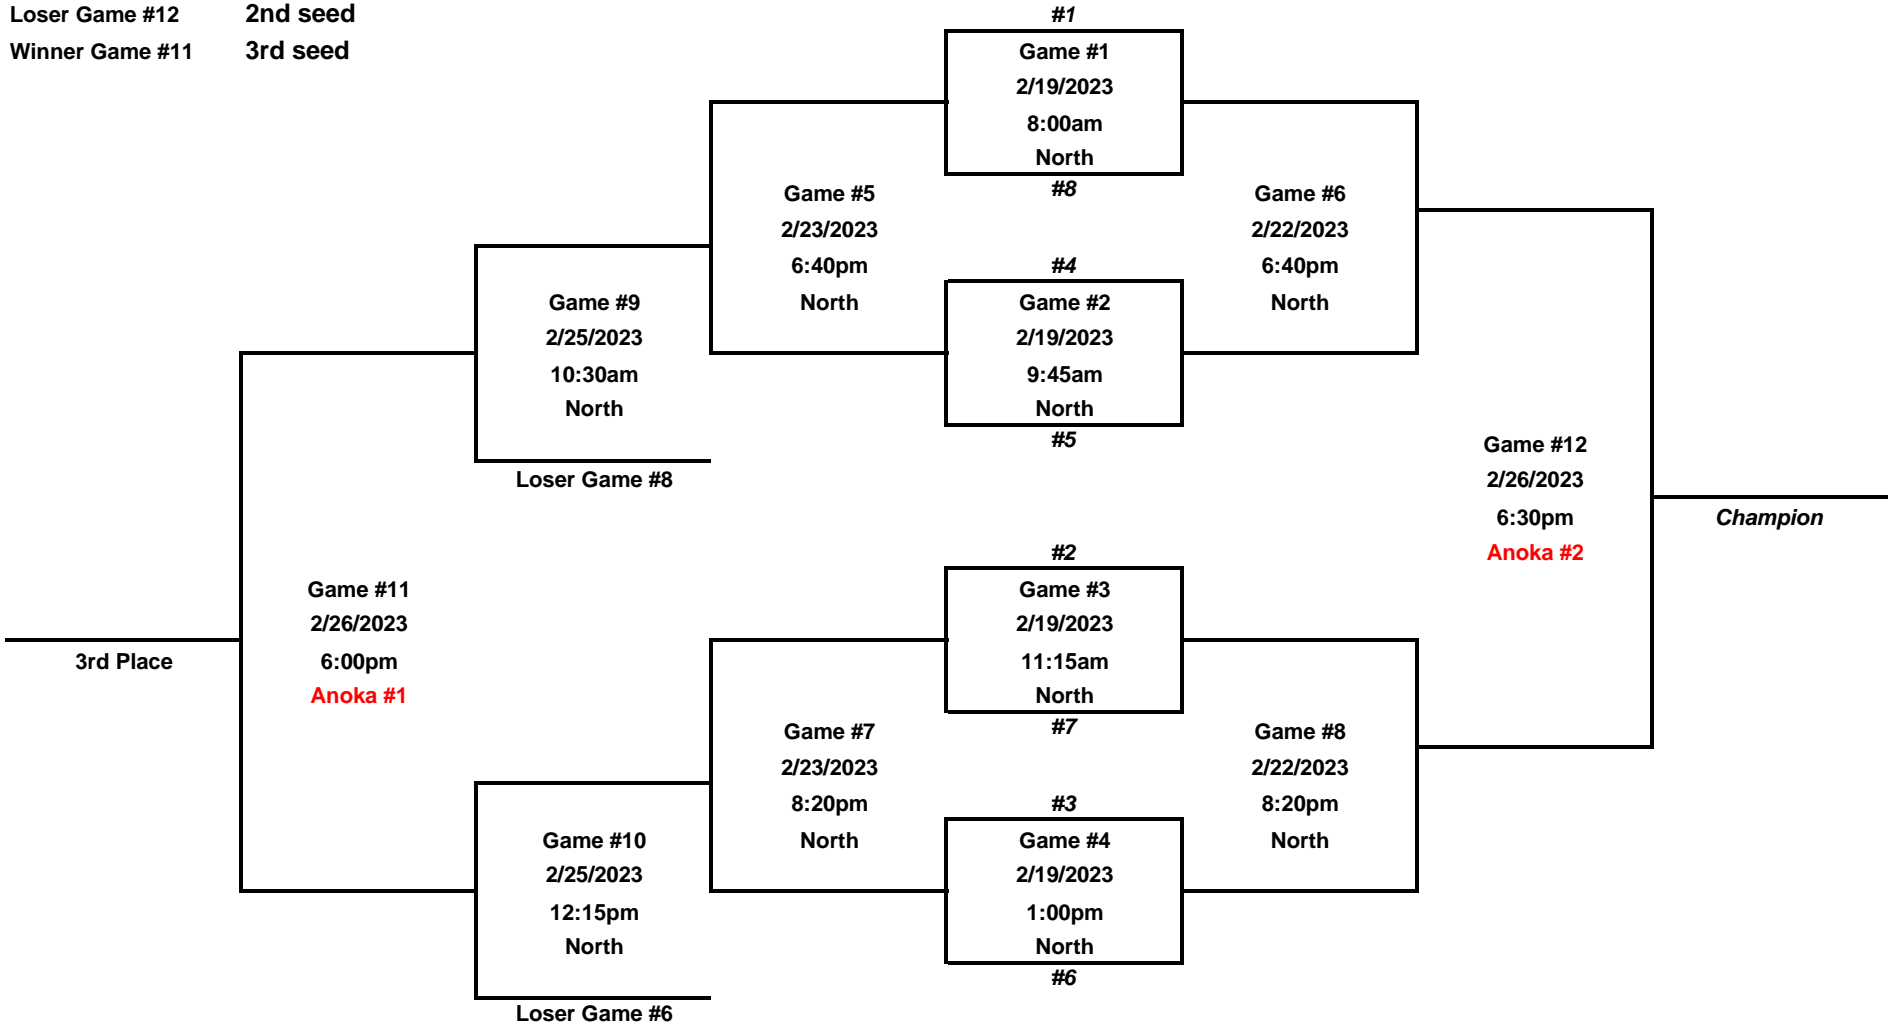 Loser Game #12 2nd seed
Winner Game #11 3rd seed
#1
Game #1
2/19/2023
8:00am
North
#8
Game #5
2/23/2023
6:40pm
North
Game #6
2/22/2023
6:40pm
North
#4
Game #2
2/19/2023
9:45am
North
#5
Game #9
2/25/2023
10:30am
North
Loser Game #8
Game #12
2/26/2023
6:30pm
Anoka #2
Champion
#2
Game #3
2/19/2023
11:15am
North
#7
Game #11
2/26/2023
6:00pm
Anoka #1
3rd Place
Game #7
2/23/2023
8:20pm
North
Game #8
2/22/2023
8:20pm
North
#3
Game #4
2/19/2023
1:00pm
North
#6
Game #10
2/25/2023
12:15pm
North
Loser Game #6